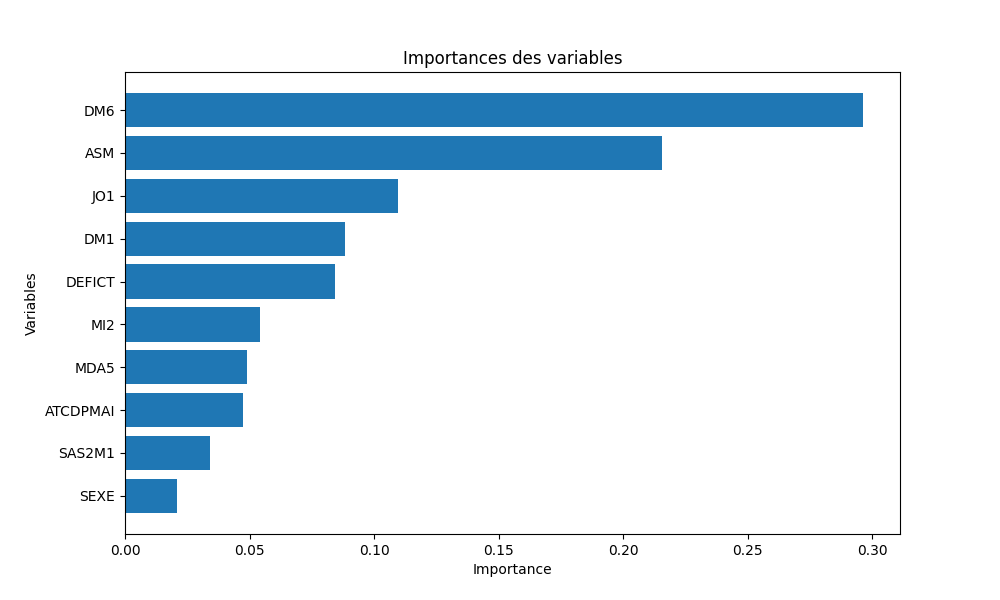 Importances des variables
DM6
ASM
JO1
DM1
DEFICT
MI2
MDA5
ATCDPMAI
SAS2M1
SEXE
Variables
0.00 0.05 0.10 0.15 0.20 0.25 0.30
Importance